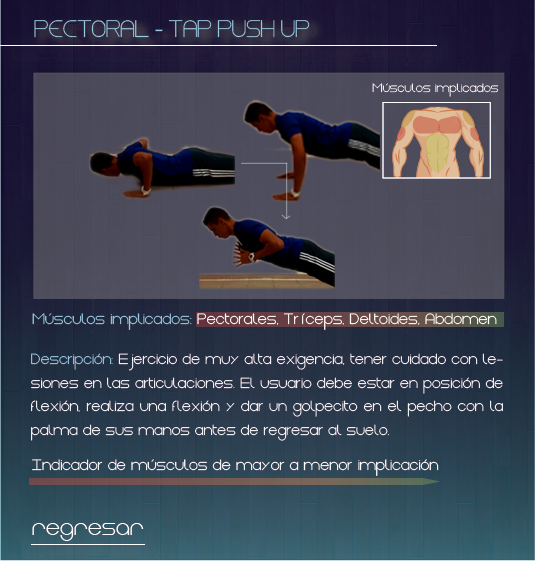 PECTORAL - TAP PUSH UP
Músculos implicados
Músculos implicados: Pectorales, Tríceps, Deltoides, Abdomen
Descripción: Ejercicio de muy alta exigencia, tener cuidado con le-
siones en las articulaciones. El usuario debe estar en posición de
flexión, realiza una flexión y dar un golpecito en el pecho con la
palma de sus manos antes de regresar al suelo.
Indicador de músculos de mayor a menor implicación
regresar